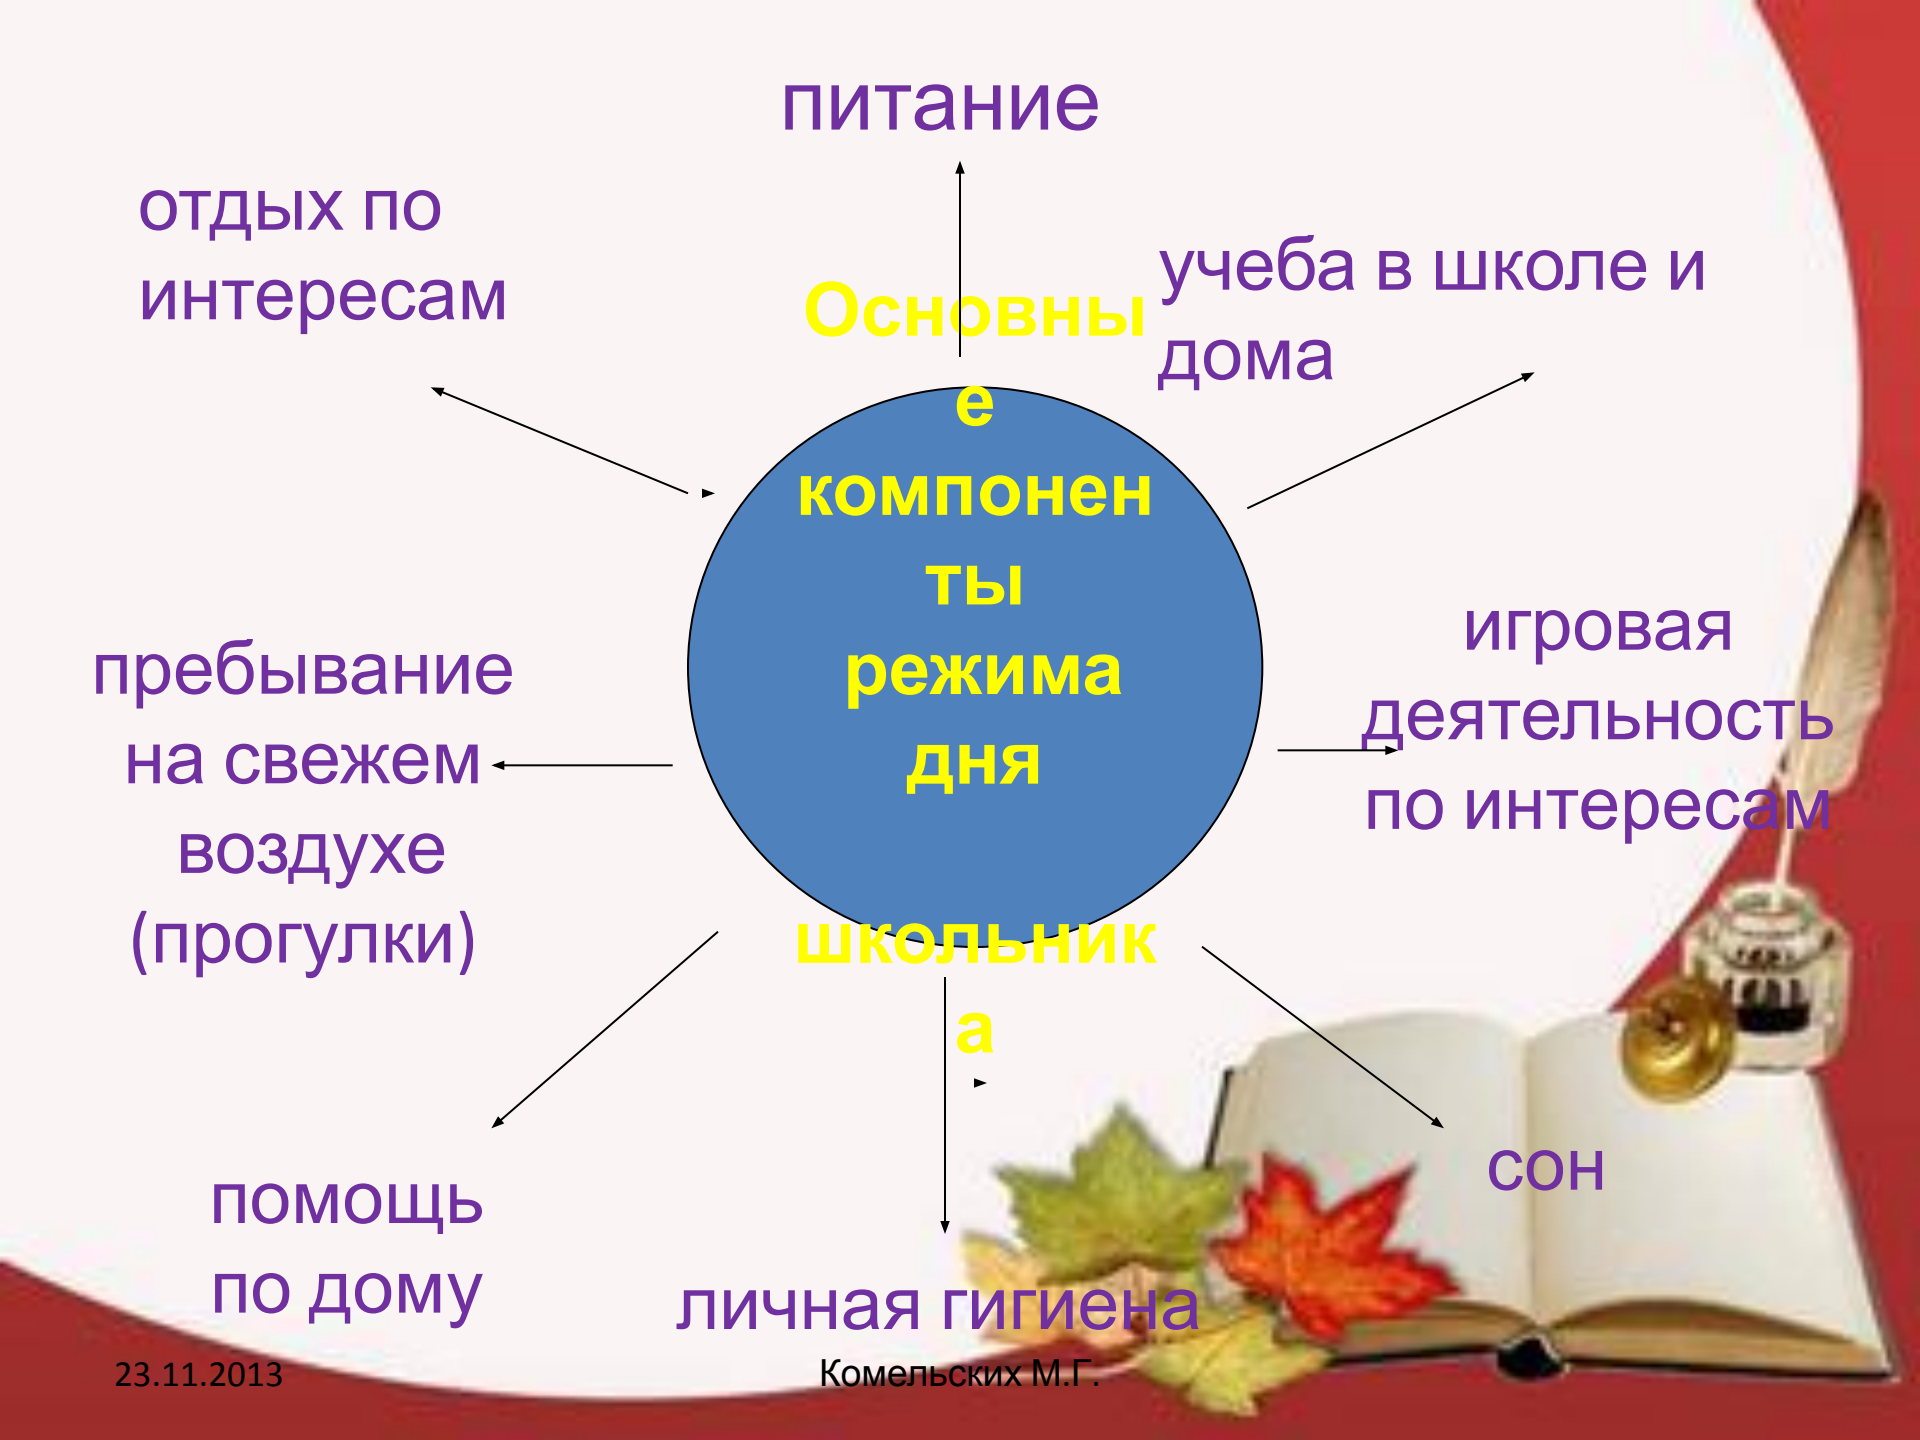 питание
отдых по
интересам
учеба в школе и
дома
Основны
е
компонен
ты
режима
дня
школьник
а
пребывание
на свежем
воздухе
(прогулки)
игровая
деятельность
по интересам
помощь
по дому
личная гигиена
сон
23.11.2013
Комельских М.Г.